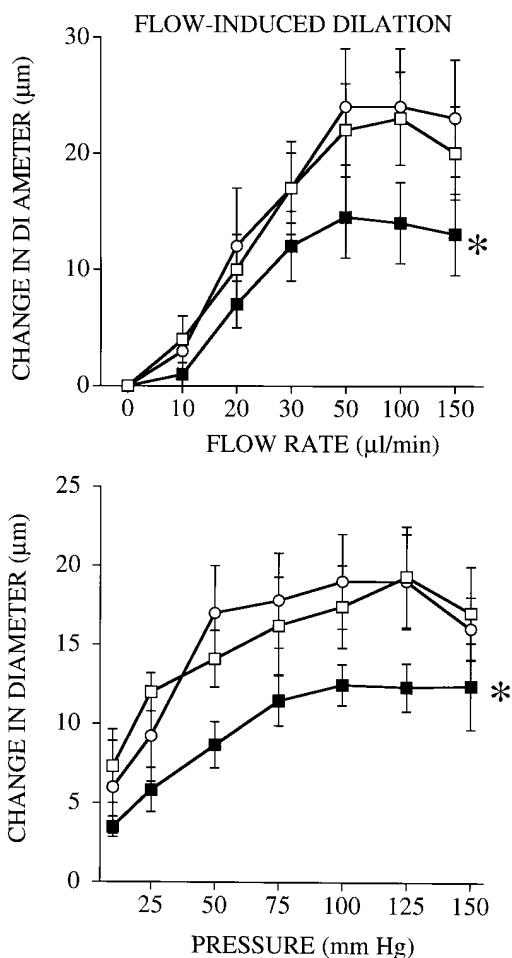 FLOW-INDUCED DILATION
CHANGE IN DI AMETER (µm)
30
20
10
0
0 10 20 30 50 100 150
FLOW RATE (µl/min)
*
CHANGE IN DIAMETER (µm)
25
20
15
10
5
0
25 50 75 100 125 150
PRESSURE (mm Hg)
*